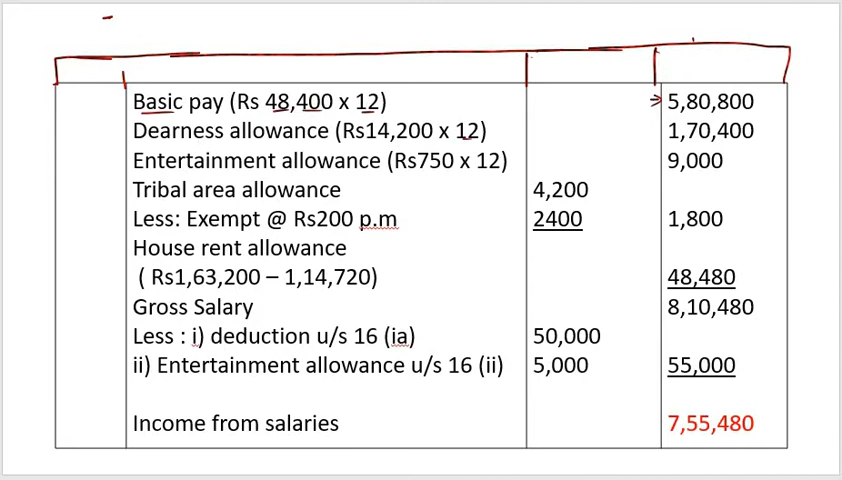 Basic pay (Rs 48,400 x 12) 5,80,800
Dearness allowance (Rs14,200 x 12) 1,70,400
Entertainment allowance (Rs750 x 12) 9,000
Tribal area allowance 4,200
Less: Exempt @ Rs200 p.m 2400 1,800
House rent allowance
( Rs1,63,200 – 1,14,720) 48,480
Gross Salary 8,10,480
Less : i) deduction u/s 16 (ia) 50,000
ii) Entertainment allowance u/s 16 (ii) 5,000 55,000
Income from salaries 7,55,480